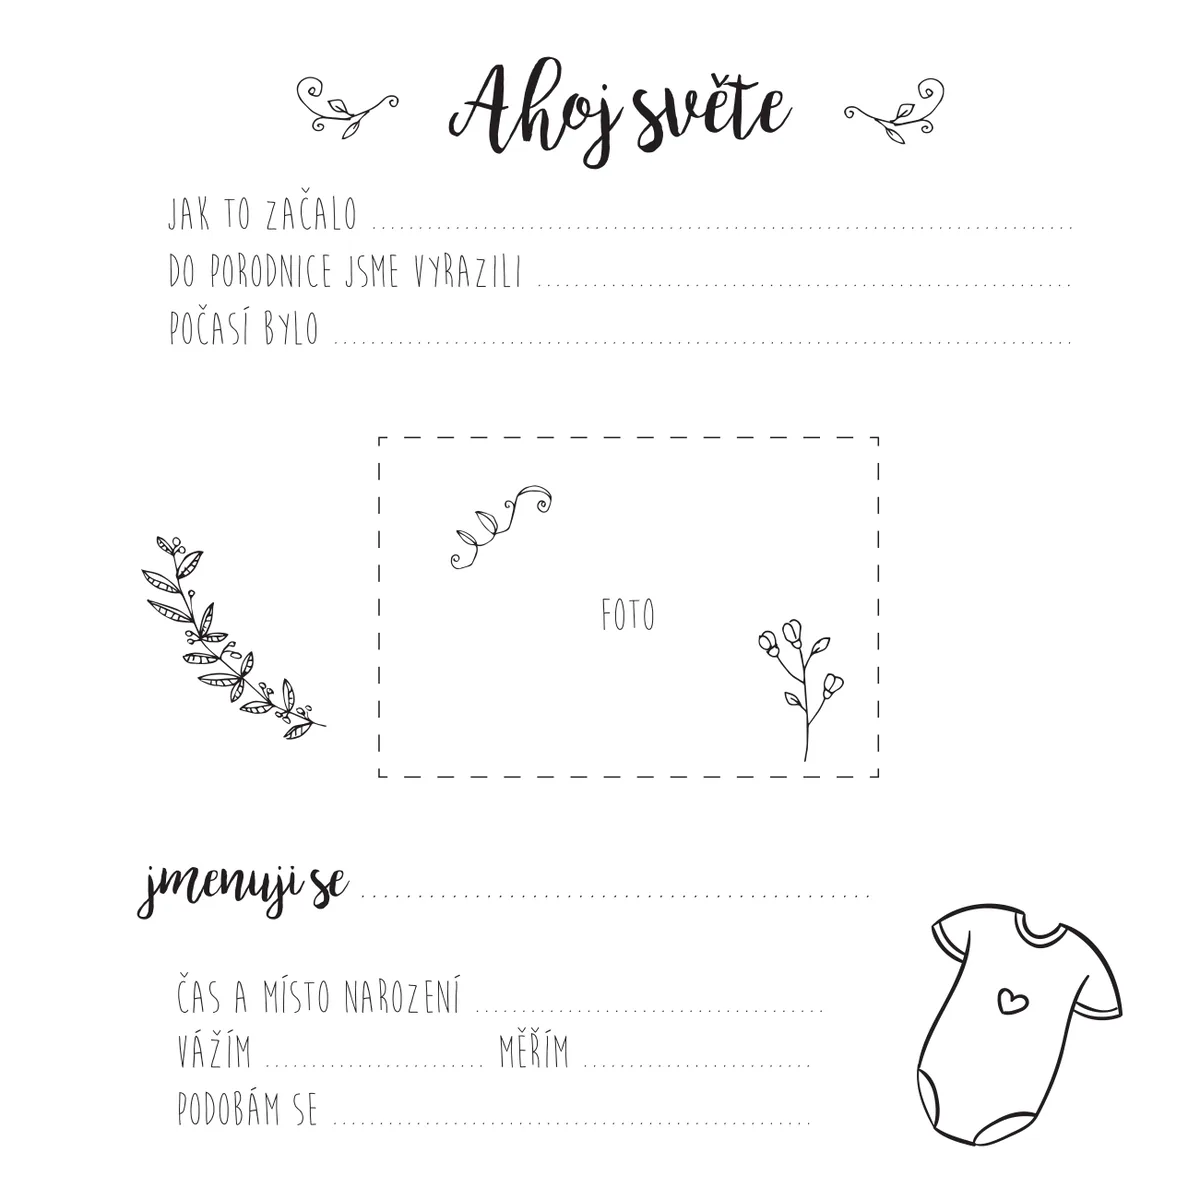 Ahoj světe
JAK TO ZAČALO
DO PORODNICE JSME VYRAZILI
POČASÍ BYLO
FOTO
jmenuji se
ČAS A MÍSTO NAROZENÍ
VÁŽÍM MĚŘÍM
PODOBÁM SE